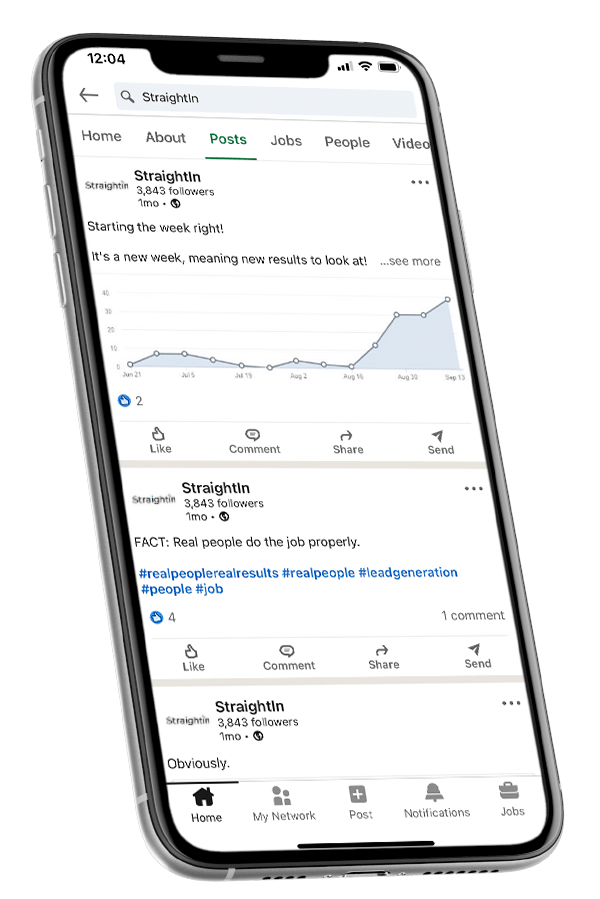 12:04
StraightIn
Home About Posts Jobs People Video
StraightIn
StraightIn
3,843 followers
1mo •
Starting the week right!
It's a new week, meaning new results to look at! ...see more
40
30
20
10
0
Jun 21 Jul 5 Jul 19 Aug 2 Aug 16 Aug 30 Sep 13
2
Like Comment Share Send
StraightIn
StraightIn
3,843 followers
1mo •
FACT: Real people do the job properly.
#realpeoplerealresults #realpeople #leadgeneration
#people #job
4 1 comment
Like Comment Share Send
StraightIn
StraightIn
3,843 followers
1mo •
Obviously.
Home My Network Post Notifications Jobs